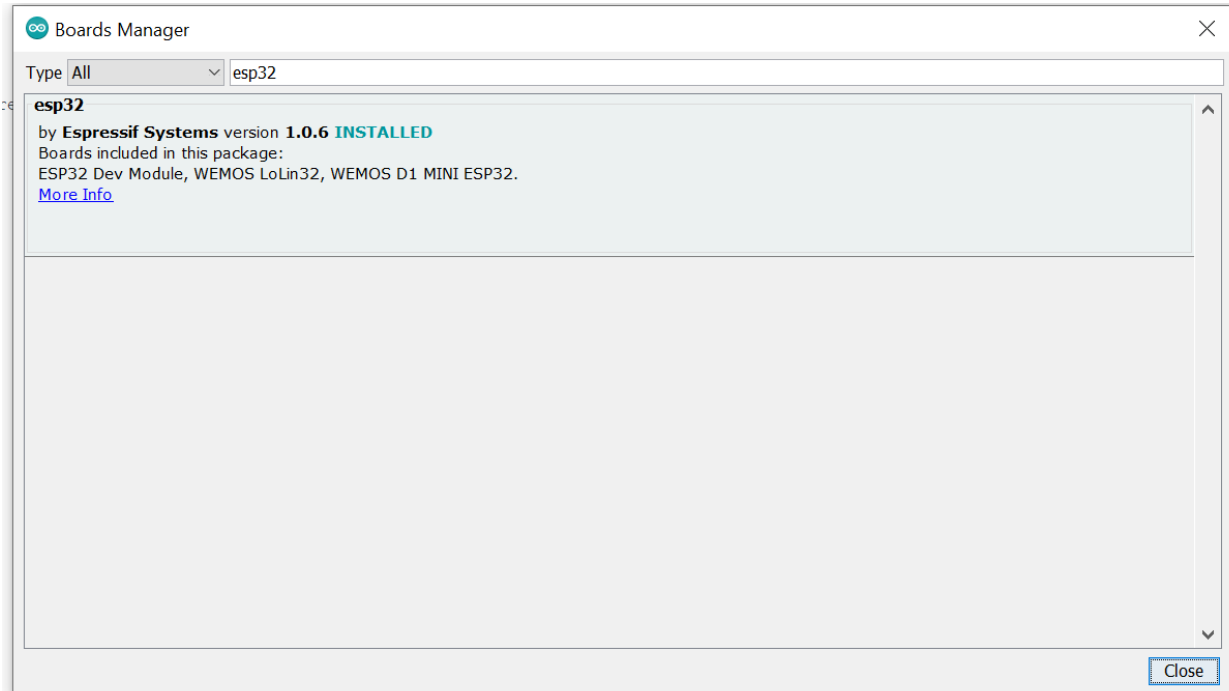 Boards Manager
Type All esp32
esp32
by Espressif Systems version 1.0.6 INSTALLED
Boards included in this package:
ESP32 Dev Module, WEMOS LoLin32, WEMOS D1 MINI ESP32.
More Info
Close